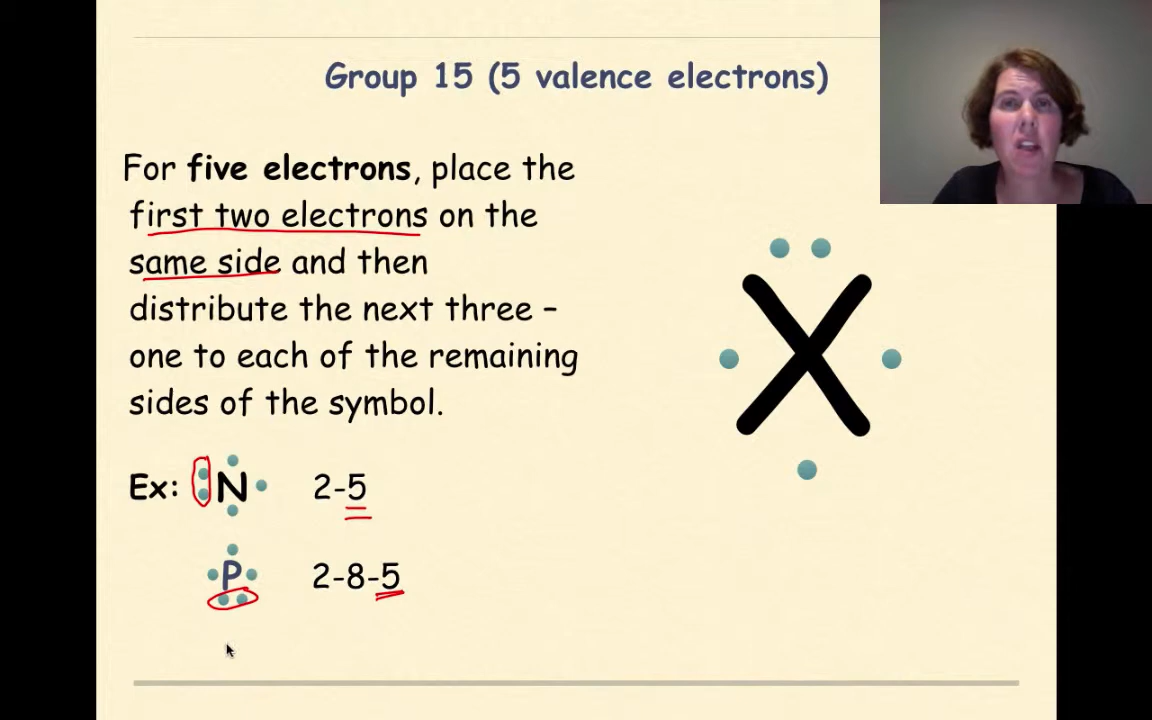 Group 15 (5 valence electrons)
For five electrons, place the
first two electrons on the
same side and then
distribute the next three –
one to each of the remaining
sides of the symbol.
X
Ex: N 2-5
P 2-8-5